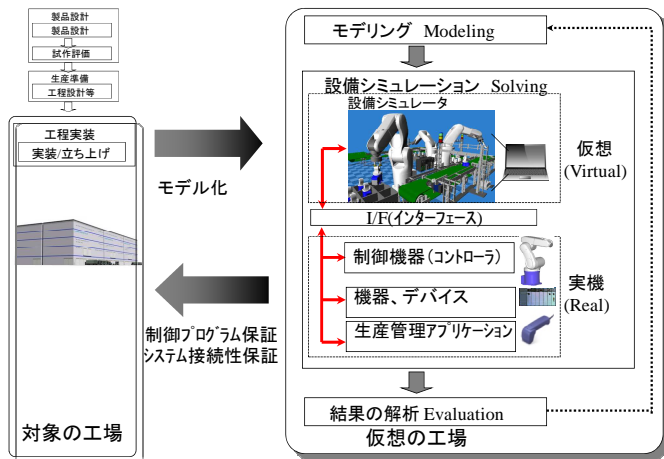 製品設計
製品設計
試作評価
生産準備
工程設計等
工程実装
実装/立ち上げ
対象の工場
モデル化
制御プログラム保証
システム接続性保証
モデリング Modeling
設備シミュレーション Solving
設備シミュレータ
仮想
(Virtual)
I/F(インターフェース)
制御機器(コントローラ)
機器、デバイス
生産管理アプリケーション
実機
(Real)
結果の解析 Evaluation
仮想の工場